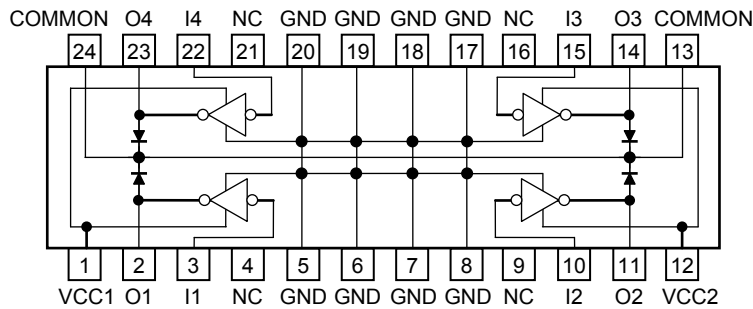 COMMON O4 I4 NC GND GND GND GND NC I3 O3 COMMON
24 23 22 21 20 19 18 17 16 15 14 13
1 2 3 4 5 6 7 8 9 10 11 12
VCC1 O1 I1 NC GND GND GND GND NC I2 O2 VCC2